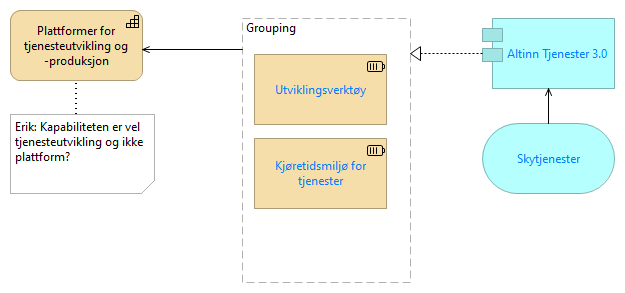 Plattformer for
tjenesteutvikling og
-produksjon
Erik: Kapabiliteten er vel
tjenesteutvikling og ikke
plattform?
Grouping
Utviklingsverktøy
Kjøretidsmiljø for
tjenester
Altinn Tjenester 3.0
Skytjenester